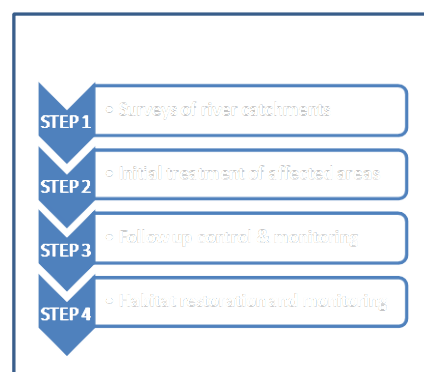 STEP 1
• Surveys of river catchments
STEP 2
• Initial treatment of affected areas
STEP 3
• Follow up control & monitoring
STEP 4
• Habitat restoration and monitoring